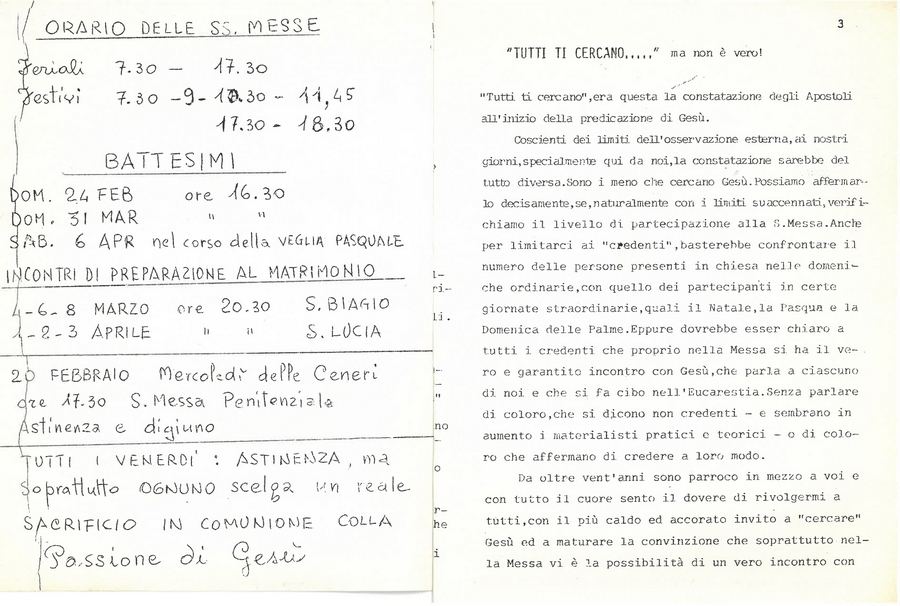 ORARIO DELLE SS. MESSE
Feriali 7.30 — 17.30
Festivi 7.30 -9- 10.30 - 11,45
17.30 - 18.30
BATTESIMI
DOM. 24 FEB ore 16.30
DOM. 31 MAR " "
SAB. 6 APR nel corso della VEGLIA PASQUALE
INCONTRI DI PREPARAZIONE AL MATRIMONIO
4-6-8 MARZO ore 20.30 S. BIAGIO
1-2-3 APRILE " " S. LUCIA
20 FEBBRAIO Mercoledì delle Ceneri
ore 17.30 S. Messa Penitenziale
Astinenza e digiuno
TUTTI I VENERDI' : ASTINENZA, ma
Soprattutto OGNUNO scelga un reale
SACRIFICIO IN COMUNIONE COLLA
Passione di Gesù
l-
ri-
li.
-
-
"
no
-
o
r-
he
i
3
"TUTTI TI CERCANO....." ma non è vero!
"Tutti ti cercano",era questa la constatazione degli Apostoli
all'inizio della predicazione di Gesù.
Coscienti dei limiti dell'osservazione esterna,ai nostri
giorni,specialmente qui da noi,la constatazione sarebbe del
tutto diversa.Sono i meno che cercano Gesù.Possiamo affermar-
lo decisamente,se,naturalmente con i limiti suaccennati,verifi-
chiamo il livello di partecipazione alla S.Messa.Anche
per limitarci ai "credenti",basterebbe confrontare il
numero delle persone presenti in chiesa nelle domeni-
che ordinarie,con quello dei partecipanti in certe
giornate straordinarie,quali il Natale,la Pasqua e la
Domenica delle Palme.Eppure dovrebbe esser chiaro a
tutti i credenti che proprio nella Messa si ha il ve-
ro e garantito incontro con Gesù,che parla a ciascuno
di noi e che si fa cibo nell'Eucarestia.Senza parlare
di coloro,che si dicono non credenti - e sembrano in
aumento i materialisti pratici e teorici - o di colo-
ro che affermano di credere a loro modo.
Da oltre vent'anni sono parroco in mezzo a voi e
con tutto il cuore sento il dovere di rivolgermi a
tutti,con il più caldo ed accorato invito a "cercare"
Gesù ed a maturare la convinzione che soprattutto nel-
la Messa vi è la possibilità di un vero incontro con